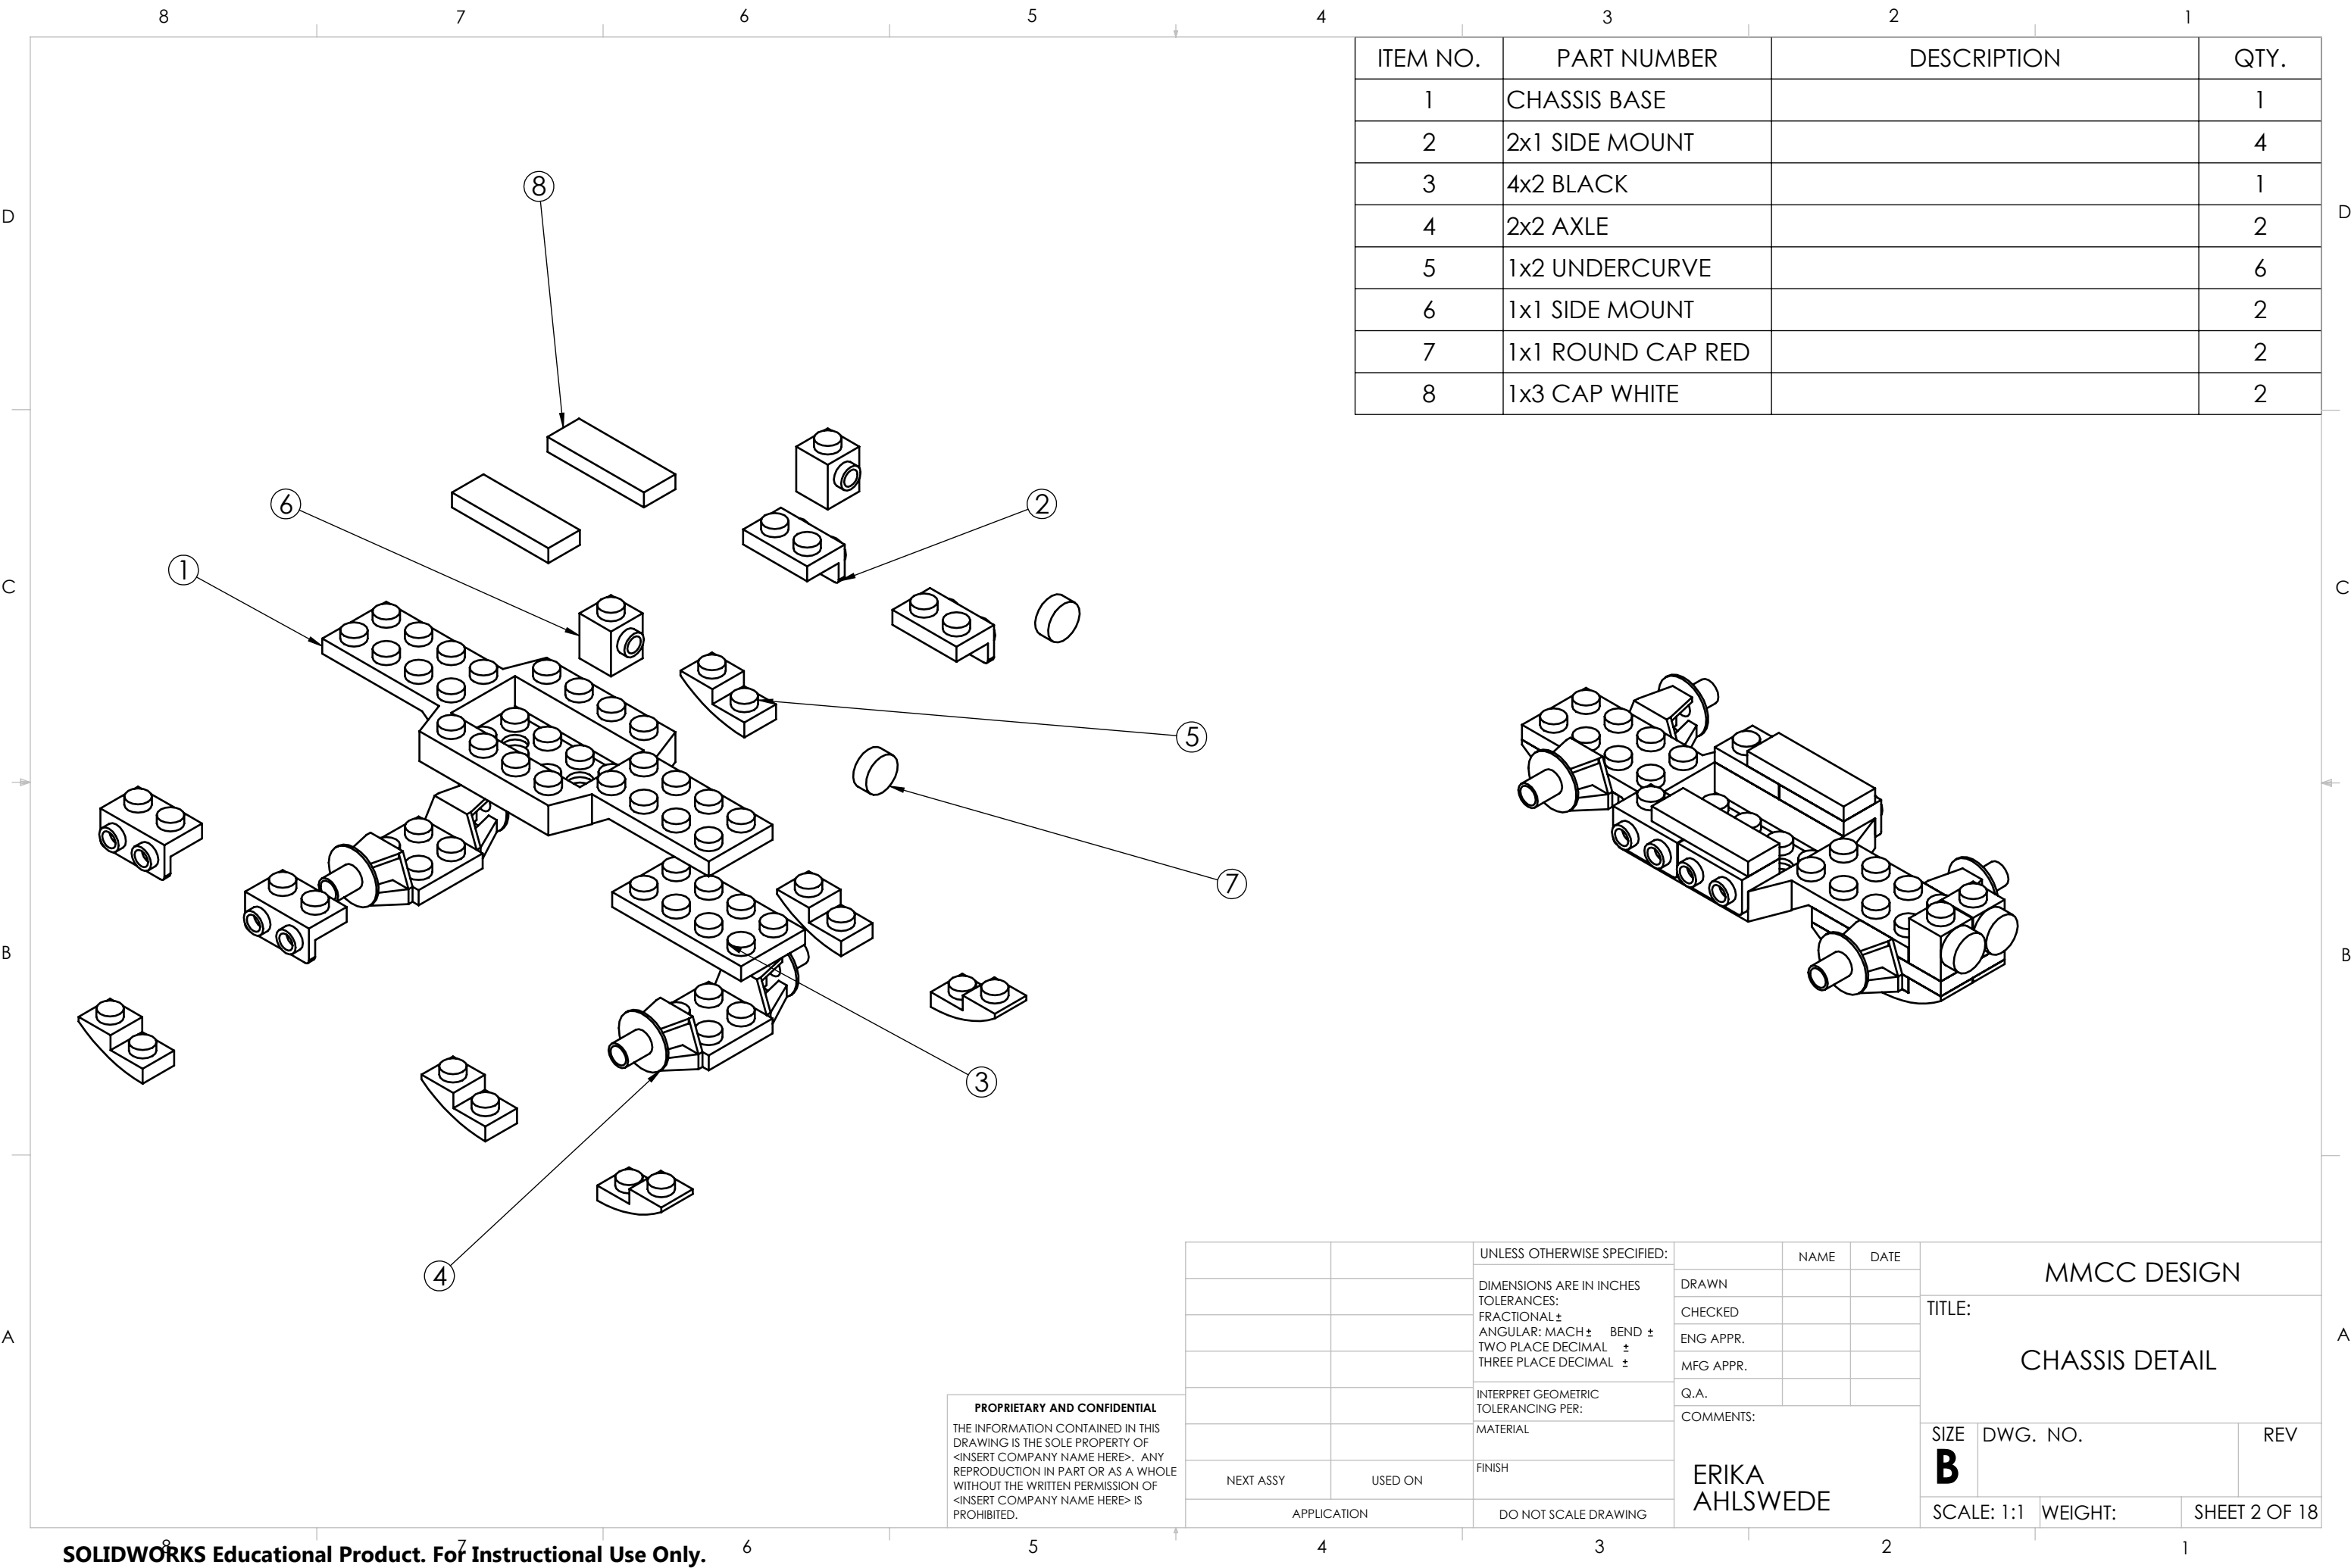 8 7 6 5 4 3 2 1
ITEM NO. PART NUMBER DESCRIPTION QTY.
1 CHASSIS BASE 1
2 2x1 SIDE MOUNT 4
3 4x2 BLACK 1
4 2x2 AXLE 2
5 1x2 UNDERCURVE 6
6 1x1 SIDE MOUNT 2
7 1x1 ROUND CAP RED 2
8 1x3 CAP WHITE 2
D D
8
6
2
1
C C
5
7
B B
3
4
A A
UNLESS OTHERWISE SPECIFIED:
DIMENSIONS ARE IN INCHES
TOLERANCES:
FRACTIONAL±
ANGULAR: MACH± BEND ±
TWO PLACE DECIMAL ±
THREE PLACE DECIMAL ±
INTERPRET GEOMETRIC
TOLERANCING PER:
MATERIAL
FINISH
DO NOT SCALE DRAWING
NAME DATE
DRAWN
CHECKED
ENG APPR.
MFG APPR.
Q.A.
COMMENTS:
ERIKA
AHLSWEDE
MMCC DESIGN
TITLE:
CHASSIS DETAIL
SIZE DWG. NO. REV
B
SCALE: 1:1 WEIGHT: SHEET 2 OF 18
PROPRIETARY AND CONFIDENTIAL
THE INFORMATION CONTAINED IN THIS
DRAWING IS THE SOLE PROPERTY OF
<INSERT COMPANY NAME HERE>. ANY
REPRODUCTION IN PART OR AS A WHOLE
WITHOUT THE WRITTEN PERMISSION OF
<INSERT COMPANY NAME HERE> IS
PROHIBITED.
NEXT ASSY USED ON
APPLICATION
8 7 6 5 4 3 2 1
SOLIDWORKS Educational Product. For Instructional Use Only.